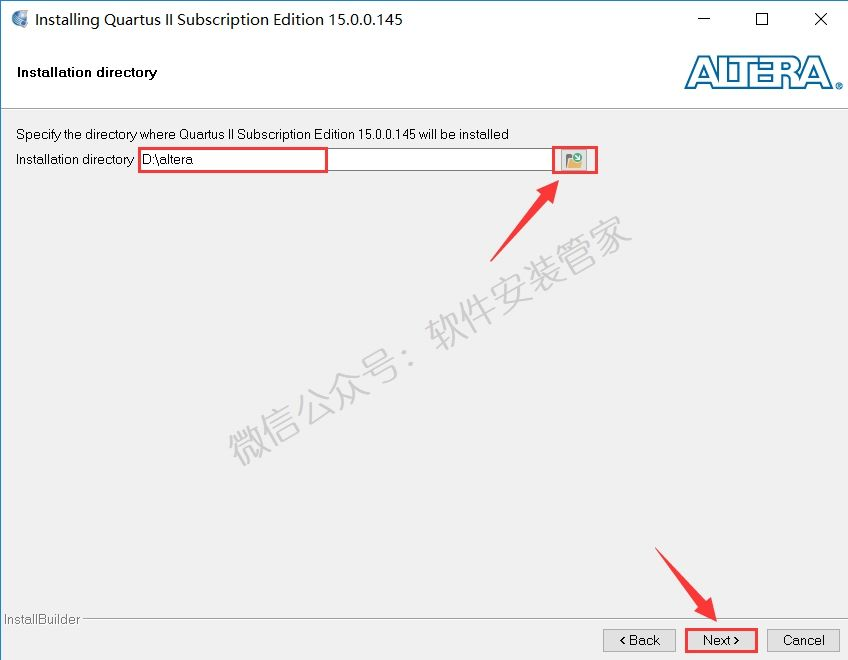 Installing Quartus II Subscription Edition 15.0.0.145
Installation directory
ALTERA®
Specify the directory where Quartus II Subscription Edition 15.0.0.145 will be installed
Installation directory D:\altera
微信公众号：软件安装管家
InstallBuilder
< Back Next > Cancel